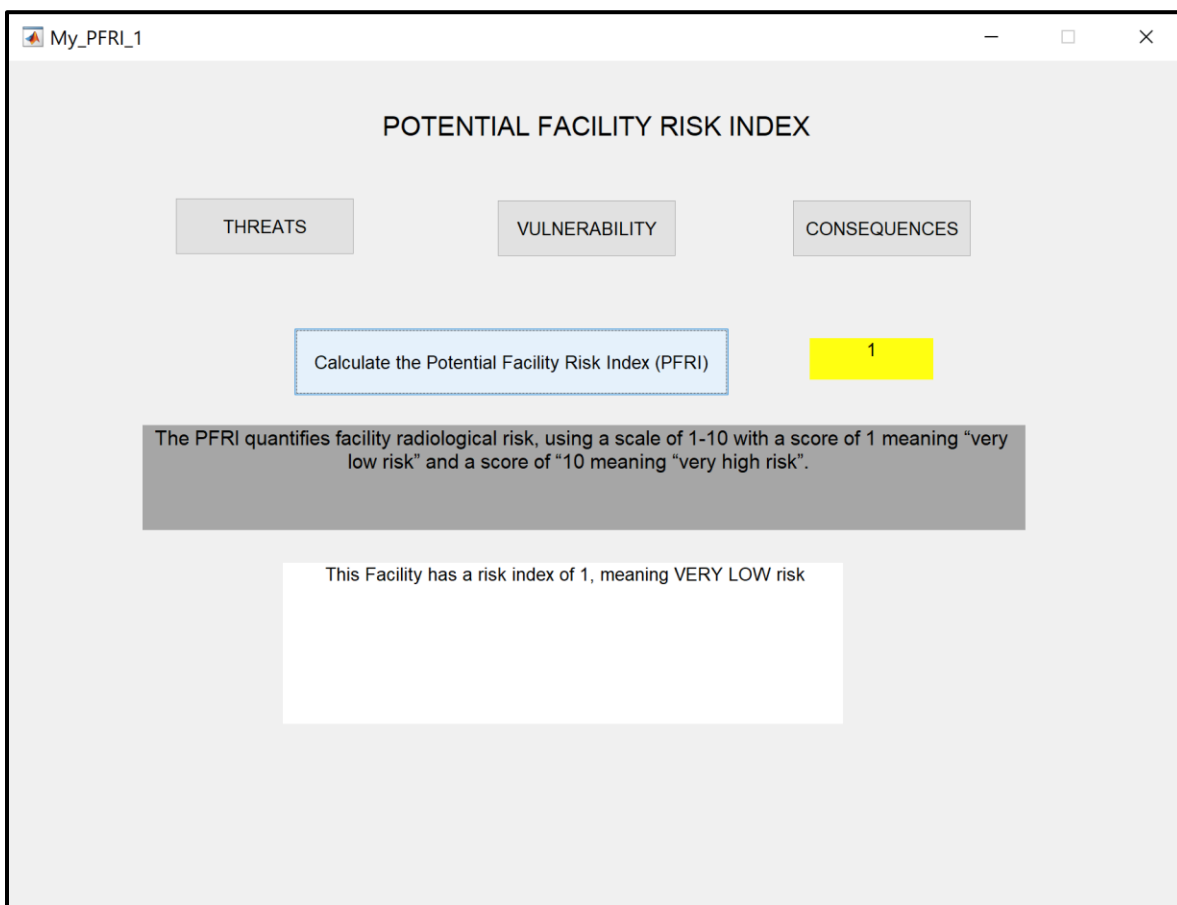 My_PFRI_1
POTENTIAL FACILITY RISK INDEX
THREATS
VULNERABILITY
CONSEQUENCES
Calculate the Potential Facility Risk Index (PFRI)
1
The PFRI quantifies facility radiological risk, using a scale of 1-10 with a score of 1 meaning “very
low risk” and a score of “10 meaning “very high risk”.
This Facility has a risk index of 1, meaning VERY LOW risk